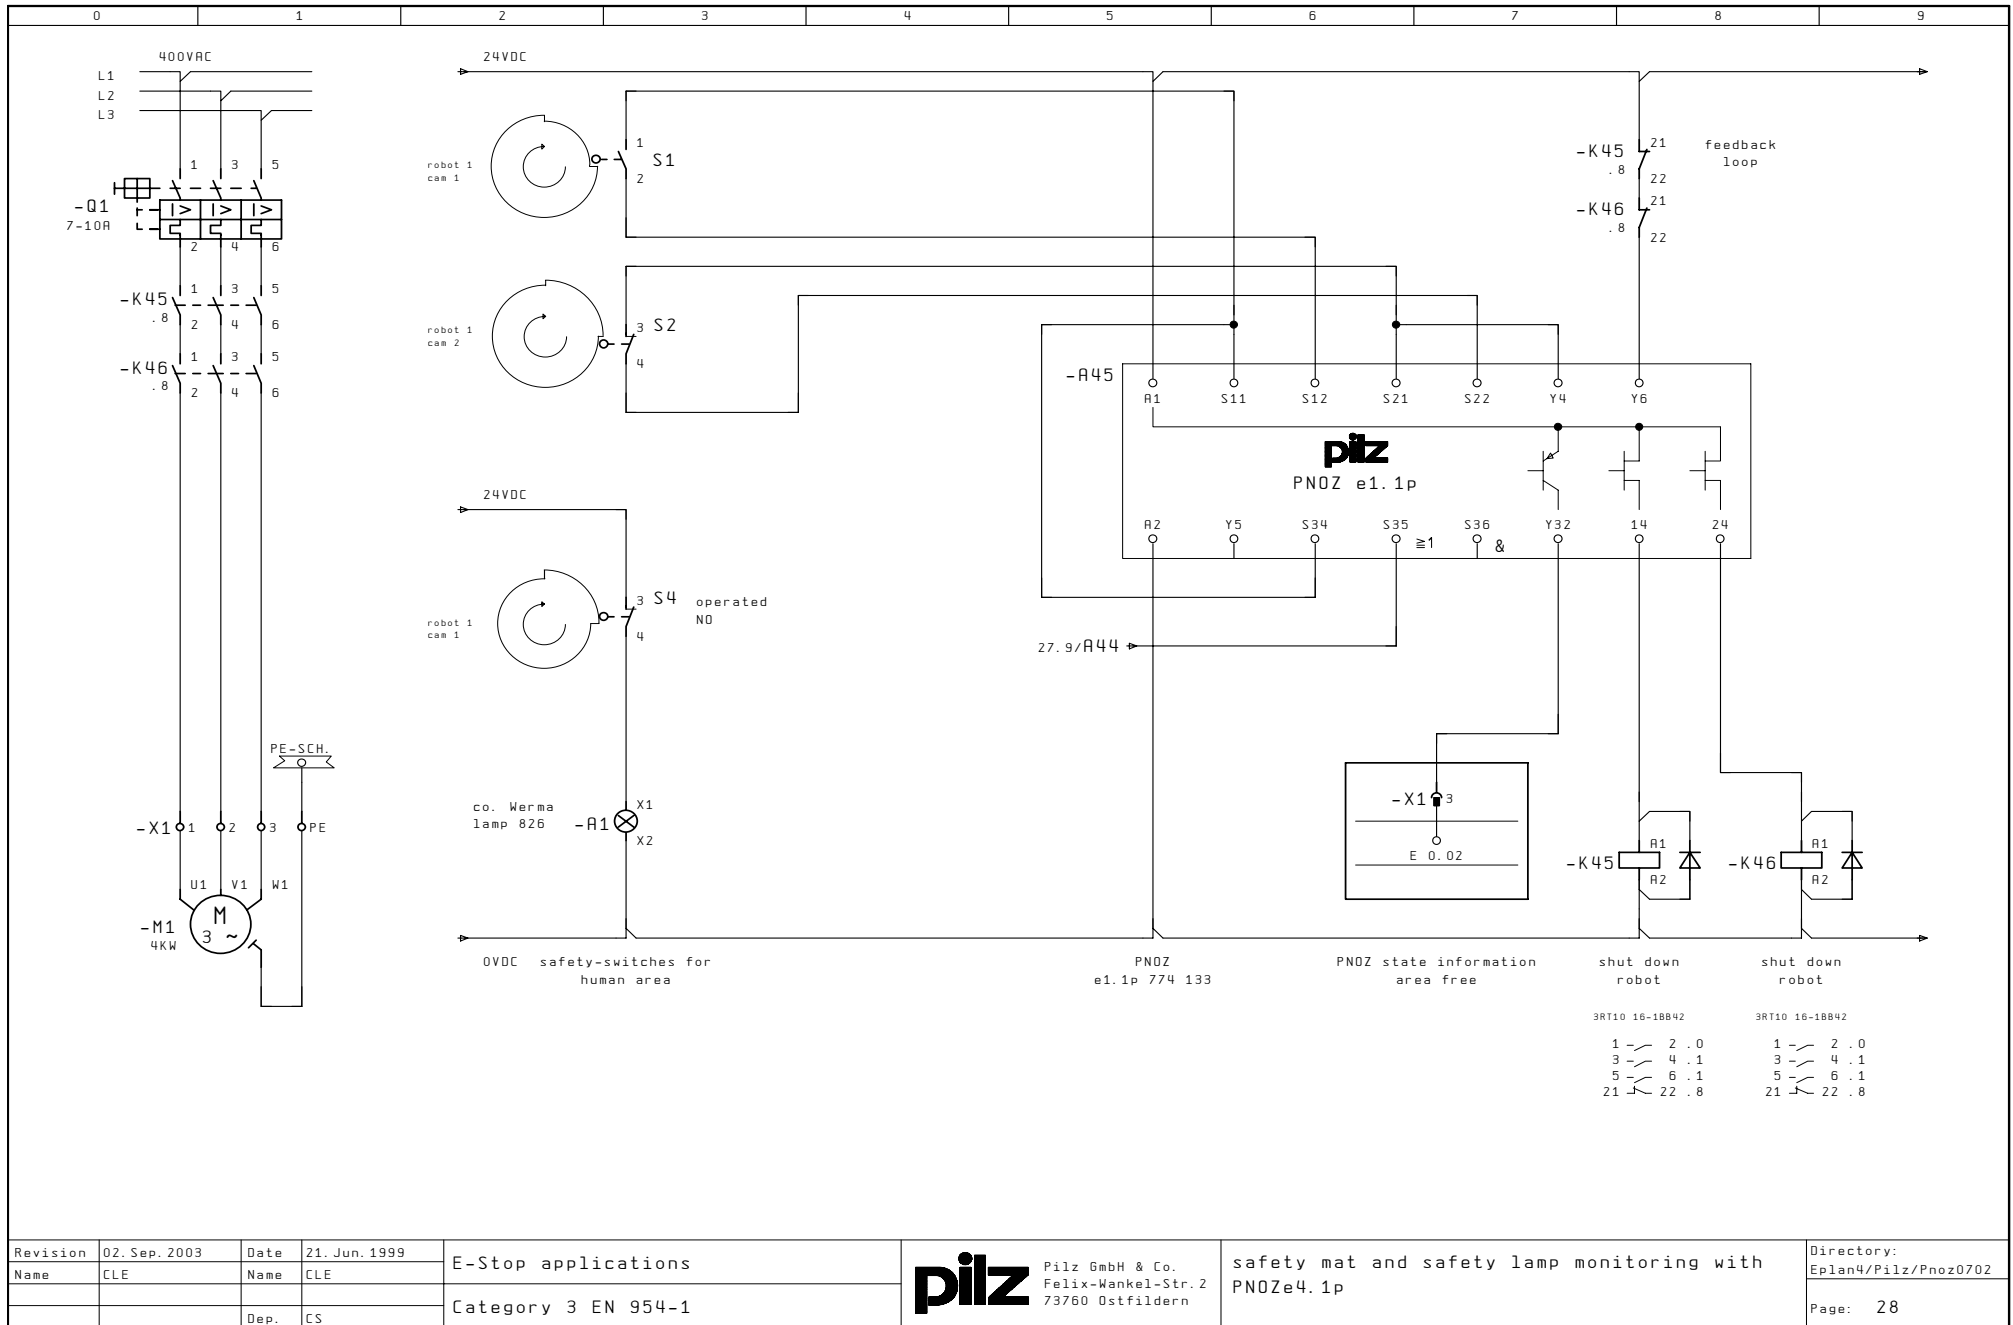 0 1 2 3 4 5 6 7 8 9
400VAC
L1
L2
L3
1 3 5
-Q1
7-10A
I> I> I>
2 4 6
-K45
.8
1 3 5
2 4 6
-K46
.8
1 3 5
2 4 6
PE-SCH.
-X1 1 2 3 PE
U1 V1 W1
-M1
4KW
M
3 ~
24VDC
robot 1
cam 1
1
S1
2
robot 1
cam 2
3 S2
4
24VDC
robot 1
cam 1
3 S4
4
operated
NO
co. Werma
lamp 826
-A1
X1
X2
0VDC
safety-switches for
human area
-K45
.8
21
22
feedback
loop
-K46
.8
21
22
-A45
A1 S11 S12 S21 S22 Y4 Y6
pilz
PNOZ e1.1p
A2 Y5 S34 S35 ≧1 S36 & Y32 14 24
27.9/A44
-X1 3
E 0.02
-K45
A1
A2
-K46
A1
A2
PNOZ
e1.1p 774 133
PNOZ state information
area free
shut down
robot
shut down
robot
3RT10 16-1BB42
1 2 .0
3 4 .1
5 6 .1
21 22 .8
3RT10 16-1BB42
1 2 .0
3 4 .1
5 6 .1
21 22 .8
Revision 02.Sep.2003 Date 21.Jun.1999
Name CLE Name CLE
Dep. CS
E-Stop applications
Category 3 EN 954-1
pilz
Pilz GmbH & Co.
Felix-Wankel-Str.2
73760 Ostfildern
safety mat and safety lamp monitoring with
PNOZe4.1p
Directory:
Eplan4/Pilz/Pnoz0702
Page: 28